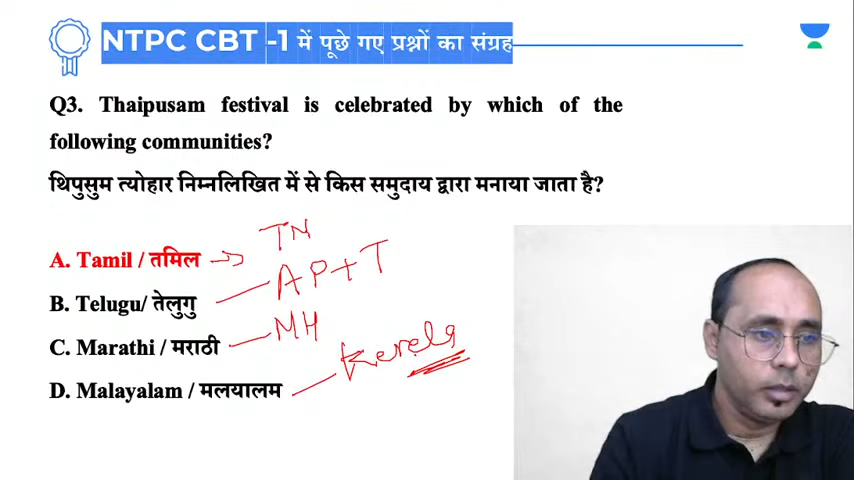 NTPC CBT -1 में पूछे गए प्रश्नों का संग्रह
Q3. Thaipusam festival is celebrated by which of the
following communities?
थिपुसुम त्योहार निम्नलिखित में से किस समुदाय द्वारा मनाया जाता है?
TN
A. Tamil / तमिल
AP+T
B. Telugu/ तेलुगु
MH
C. Marathi / मराठी
Kerela
D. Malayalam / मलयालम